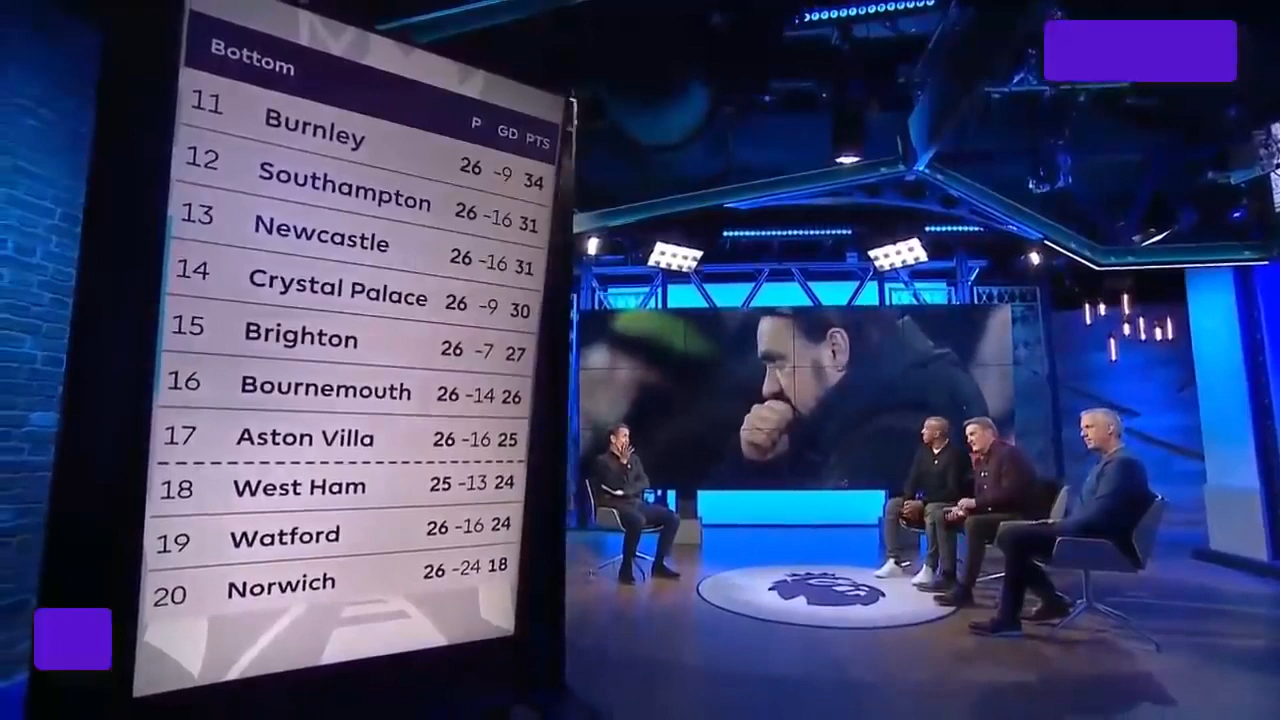 Bottom
P GD PTS
11 Burnley 26 -9 34
12 Southampton 26 -16 31
13 Newcastle 26 -16 31
14 Crystal Palace 26 -9 30
15 Brighton 26 -7 27
16 Bournemouth 26 -14 26
17 Aston Villa 26 -16 25
18 West Ham 25 -13 24
19 Watford 26 -16 24
20 Norwich 26 -24 18